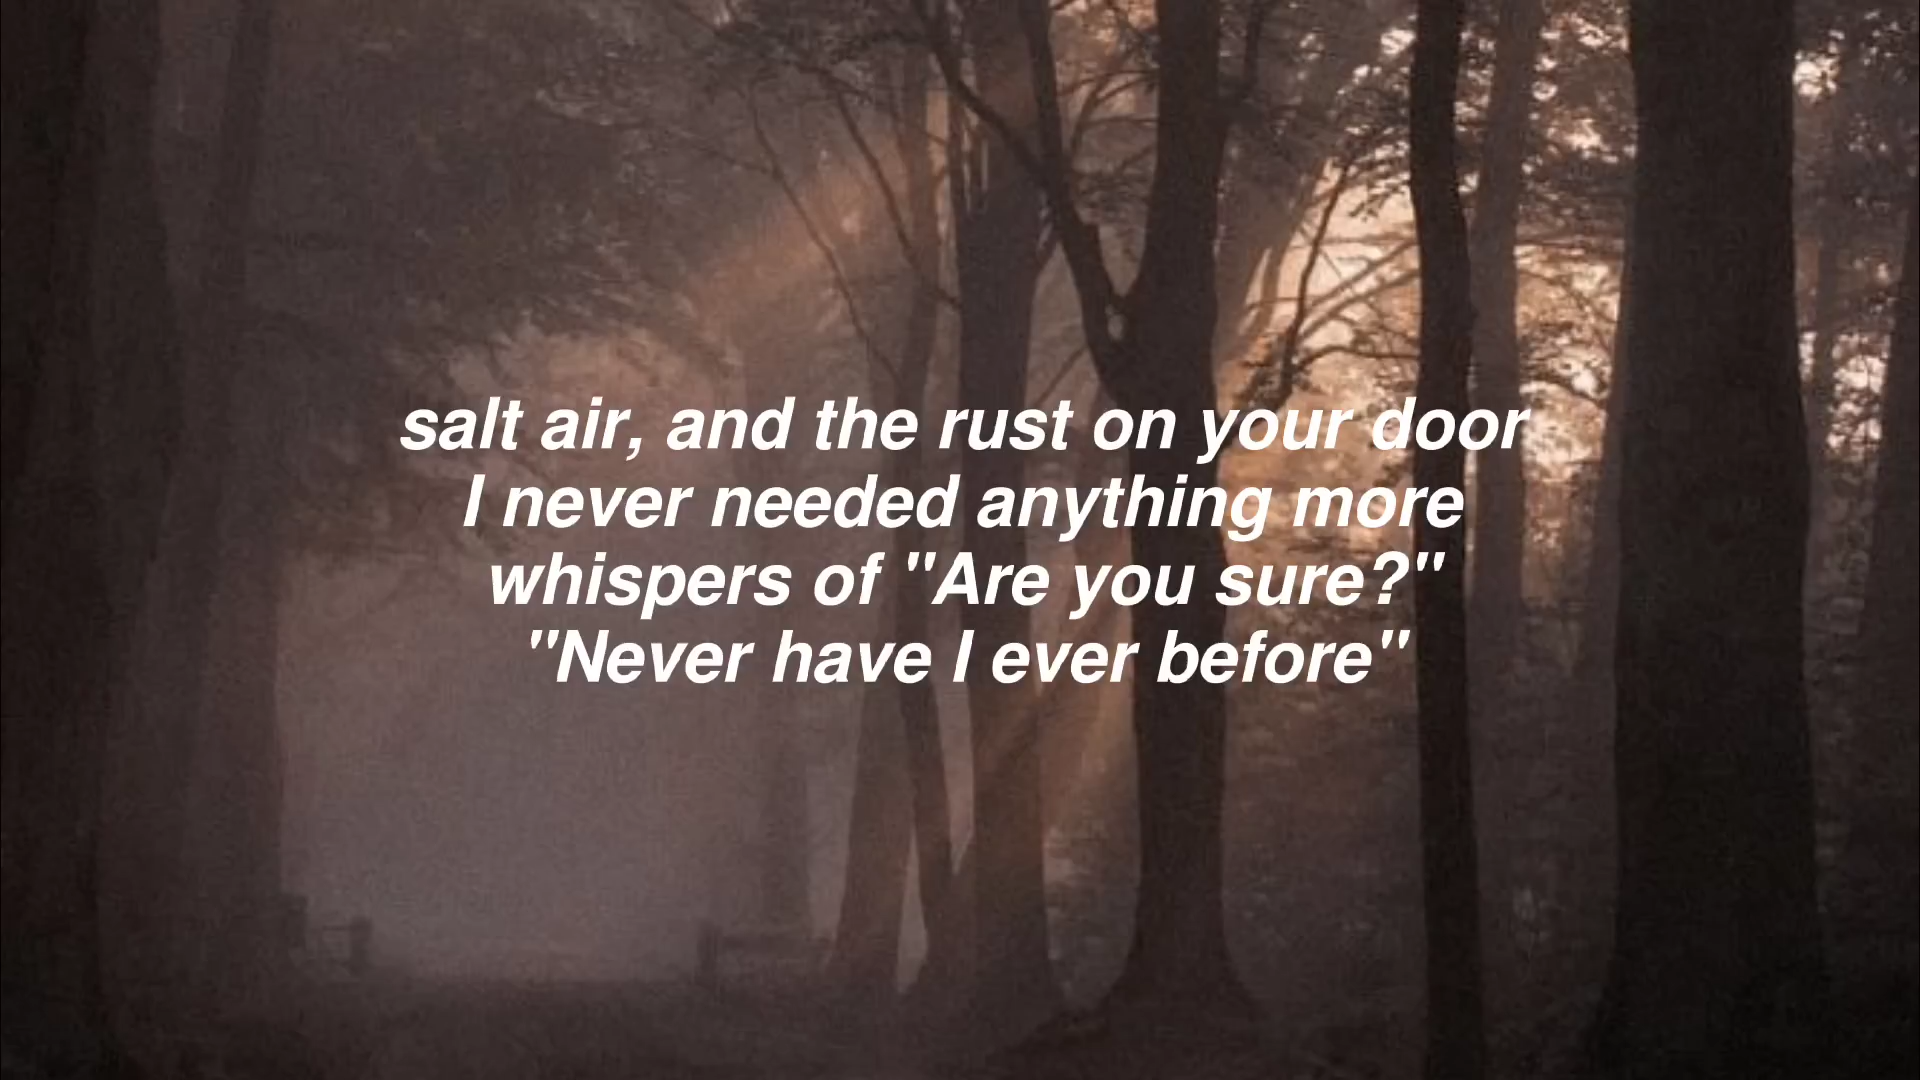 salt air, and the rust on your door
I never needed anything more
whispers of "Are you sure?"
"Never have I ever before"